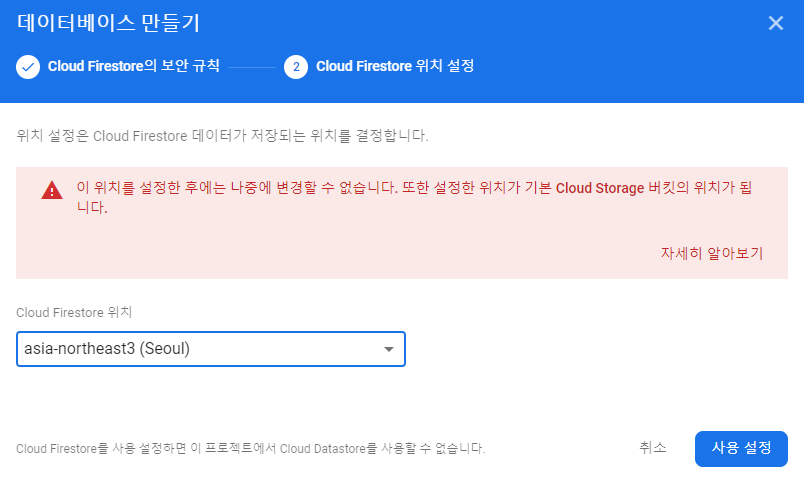 데이터베이스 만들기
Cloud Firestore의 보안 규칙
2 Cloud Firestore 위치 설정
위치 설정은 Cloud Firestore 데이터가 저장되는 위치를 결정합니다.
이 위치를 설정한 후에는 나중에 변경할 수 없습니다. 또한 설정한 위치가 기본 Cloud Storage 버킷의 위치가 됩
니다.
자세히 알아보기
Cloud Firestore 위치
asia-northeast3 (Seoul)
Cloud Firestore를 사용 설정하면 이 프로젝트에서 Cloud Datastore를 사용할 수 없습니다.
취소
사용 설정